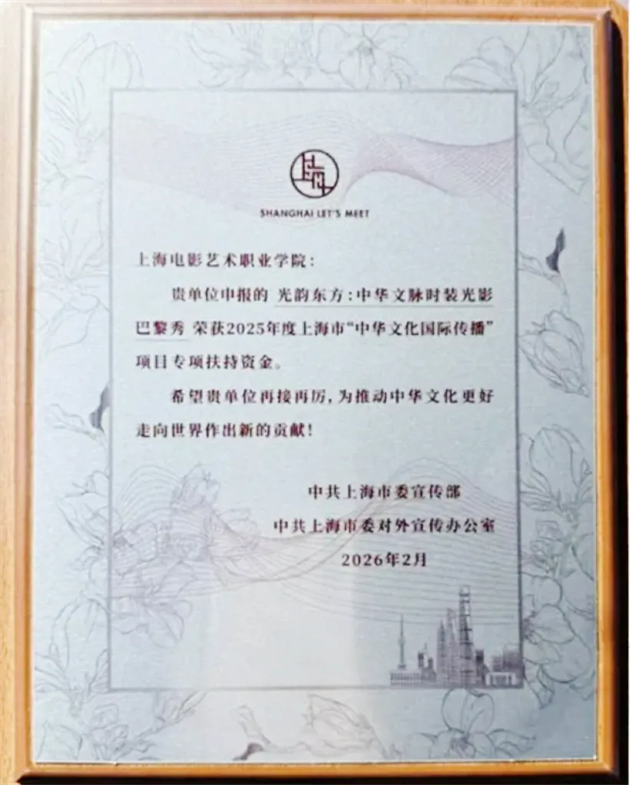 SHANGHAI LET'S MEET
上海电影艺术职业学院：
贵单位申报的 光韵东方：中华文脉时装光影
巴黎秀 荣获2025年度上海市“中华文化国际传播”
项目专项扶持资金。
希望贵单位再接再厉，为推动中华文化更好
走向世界作出新的贡献！
中共上海市委宣传部
中共上海市委对外宣传办公室
2026年2月